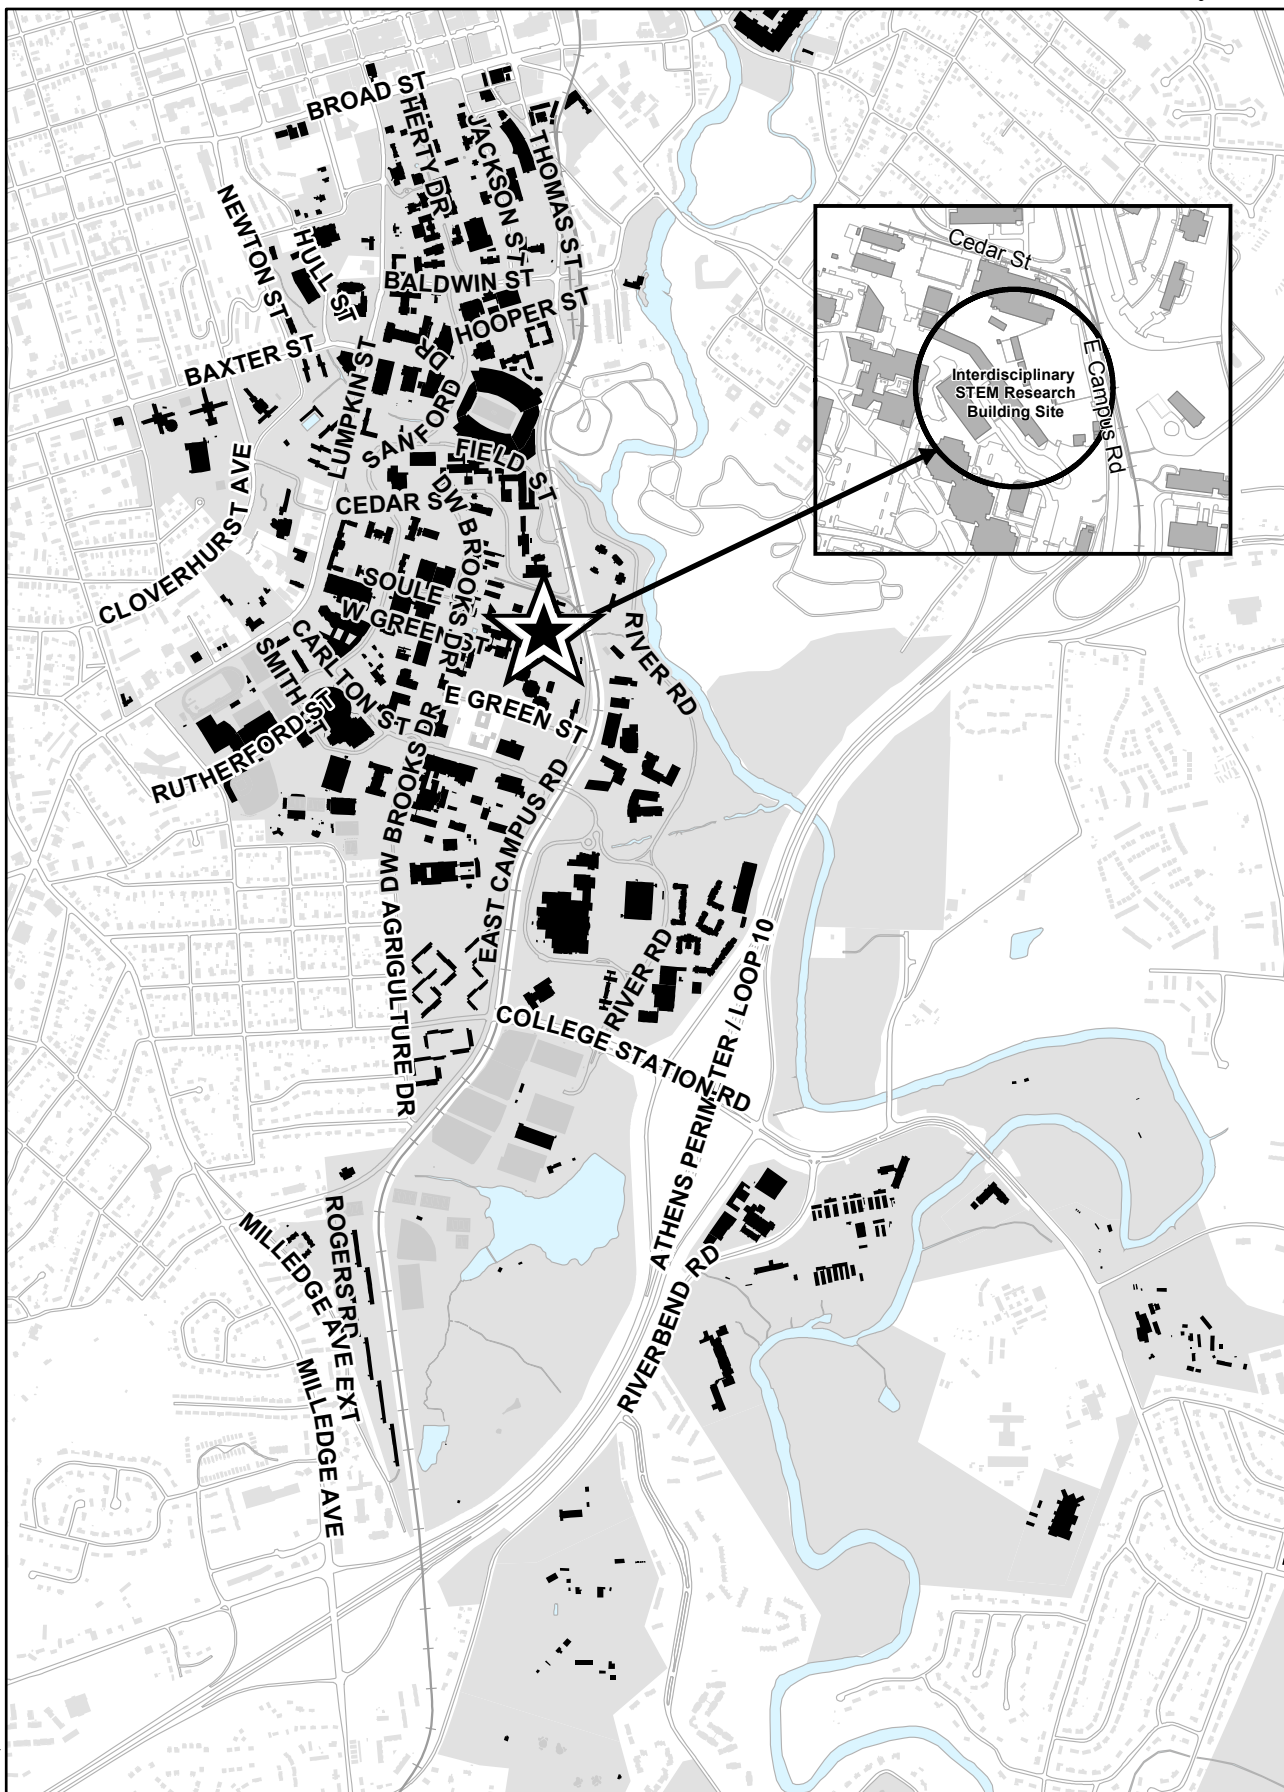 BROAD ST
HERTY DR
JACKSON ST
THOMAS ST
NEWTON ST
HULL ST
BALDWIN ST
HOOPER ST
BAXTER ST
LUMPKIN ST
SANFORD DR
FIELD ST
CEDAR S
DW BROOKS DR
CLOVERHURST AVE
SOULE
W GREEN ST
CARLTON ST
SMITH ST
RUTHERFORD ST
E GREEN ST
RIVER RD
Cedar St
E Campus Rd
Interdisciplinary
STEM Research
Building Site
DW BROOKS DR
EAST CAMPUS RD
AGRIGULTURE DR
RIVER RD
COLLEGE STATION RD
ATHENS PERIMETER / LOOP 10
RIVERBEND RD
ROGERS RD
MILLEDGE AVE EXT
MILLEDGE AVE